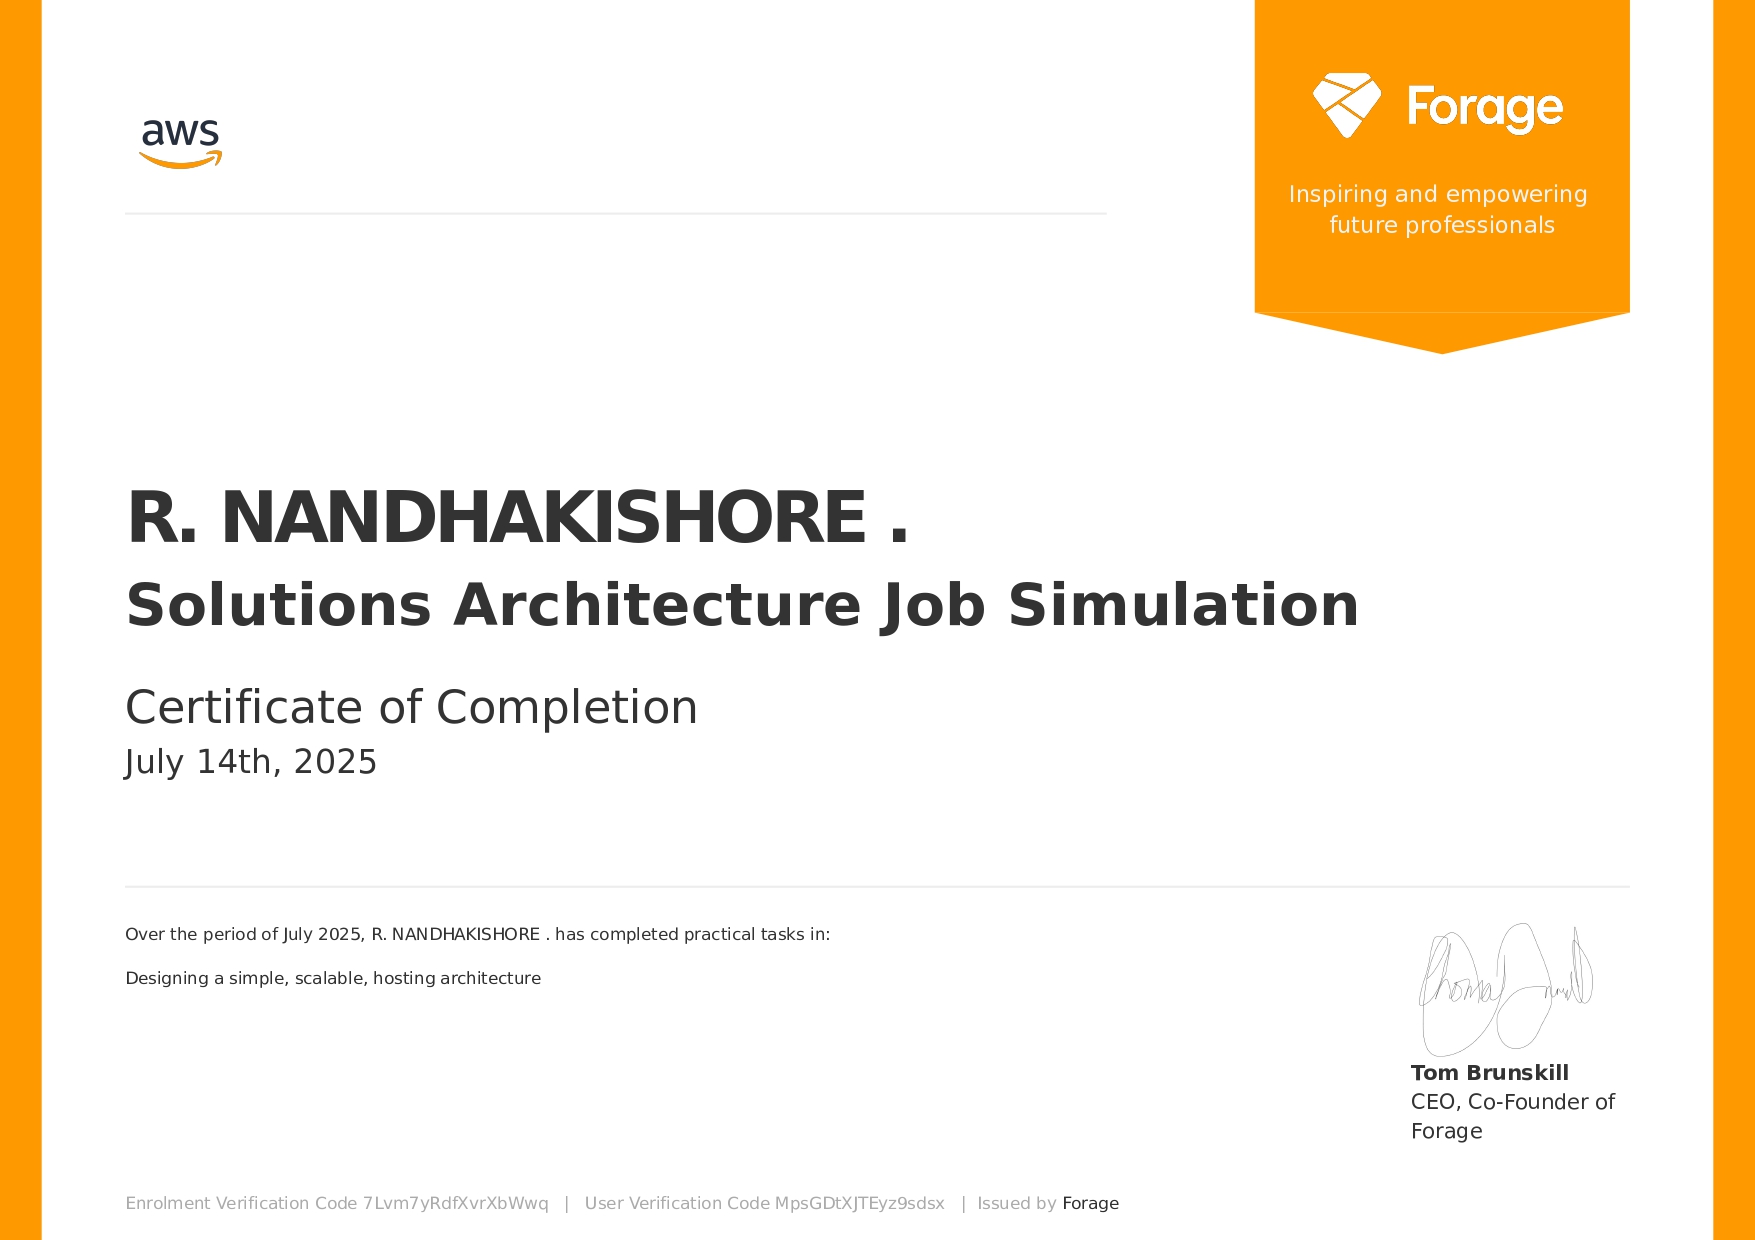 aws
Forage
Inspiring and empowering
future professionals
R. NANDHAKISHORE .
Solutions Architecture Job Simulation
Certificate of Completion
July 14th, 2025
Over the period of July 2025, R. NANDHAKISHORE . has completed practical tasks in:
Designing a simple, scalable, hosting architecture
Tom Brunskill
CEO, Co-Founder of
Forage
Enrolment Verification Code 7Lvm7yRdfXvrXbWwq | User Verification Code MpsGDtXJTEyz9sdsx | Issued by Forage